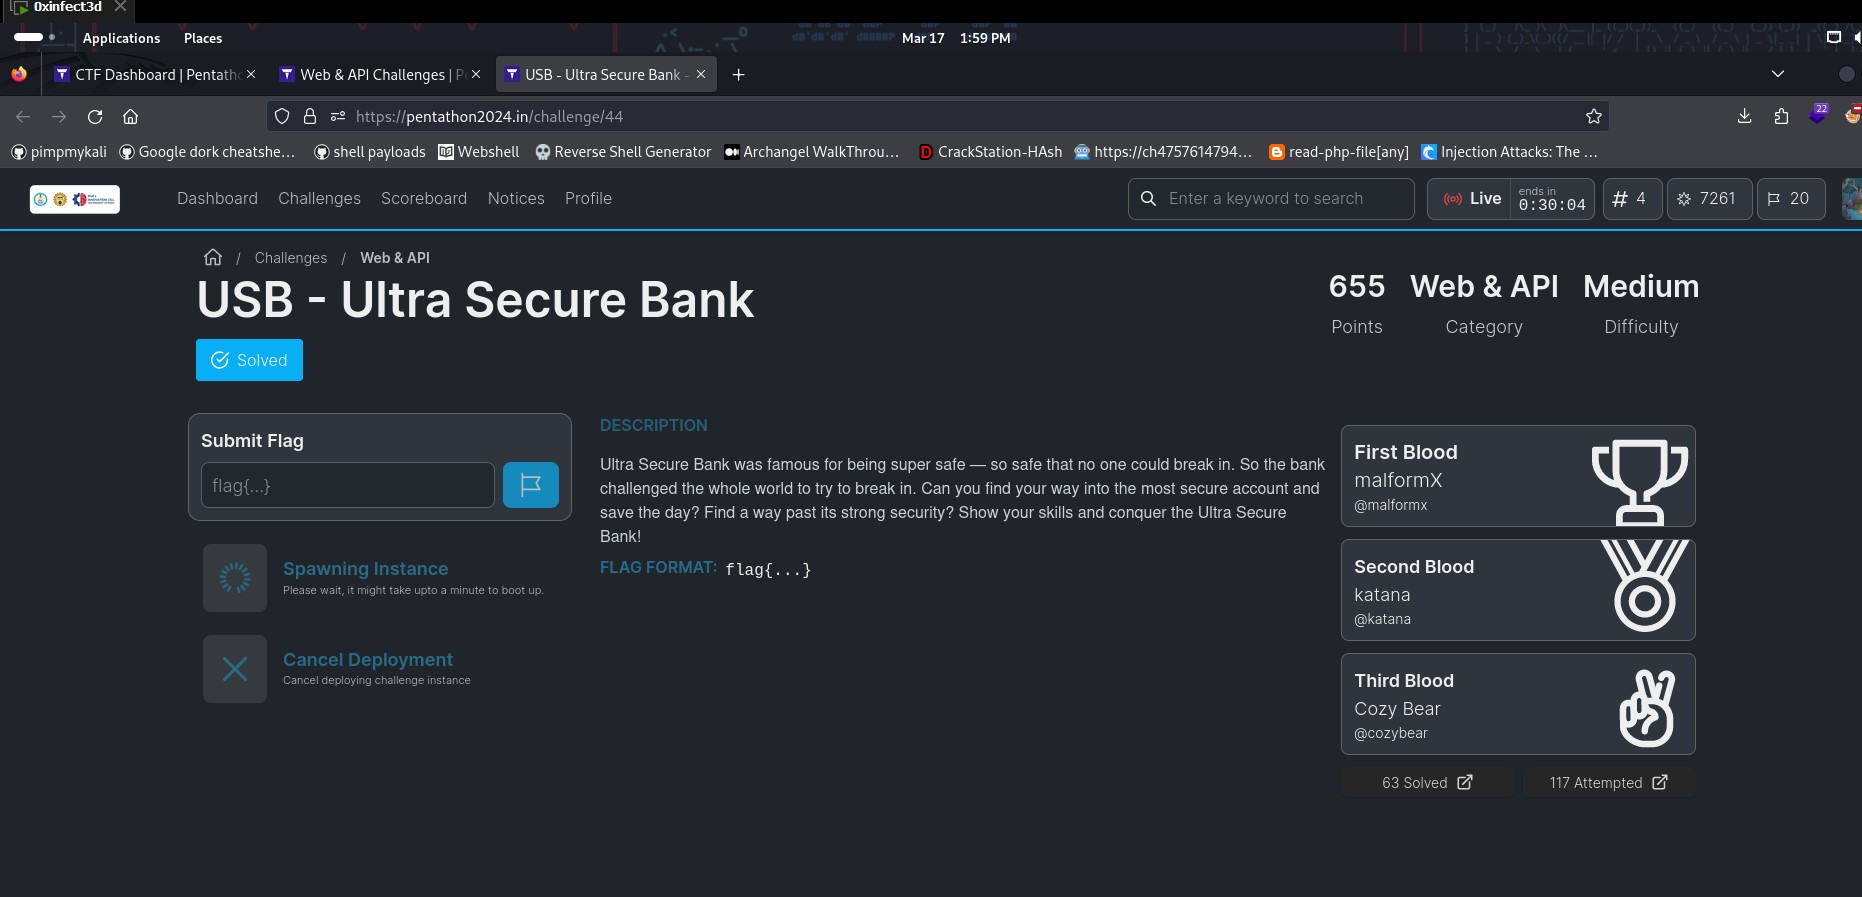 0xinfect3d
Applications Places Mar 17 1:59 PM
CTF Dashboard | Pentath
Web & API Challenges | P
USB - Ultra Secure Bank -
https://pentathon2024.in/challenge/44
22
pimpmykali Google dork cheatshe... shell payloads Webshell Reverse Shell Generator Archangel WalkThrou... CrackStation-HAsh https://ch4757614794... read-php-file[any] Injection Attacks: The ...
Dashboard Challenges Scoreboard Notices Profile
Enter a keyword to search
Live
ends in
0:30:04
# 4
7261
20
/ Challenges / Web & API
USB - Ultra Secure Bank
Solved
655 Web & API Medium
Points Category Difficulty
Submit Flag
flag{...}
Spawning Instance
Please wait, it might take upto a minute to boot up.
Cancel Deployment
Cancel deploying challenge instance
DESCRIPTION
Ultra Secure Bank was famous for being super safe — so safe that no one could break in. So the bank
challenged the whole world to try to break in. Can you find your way into the most secure account and
save the day? Find a way past its strong security? Show your skills and conquer the Ultra Secure
Bank!
FLAG FORMAT: flag{...}
First Blood
malformX
@malformx
Second Blood
katana
@katana
Third Blood
Cozy Bear
@cozybear
63 Solved
117 Attempted